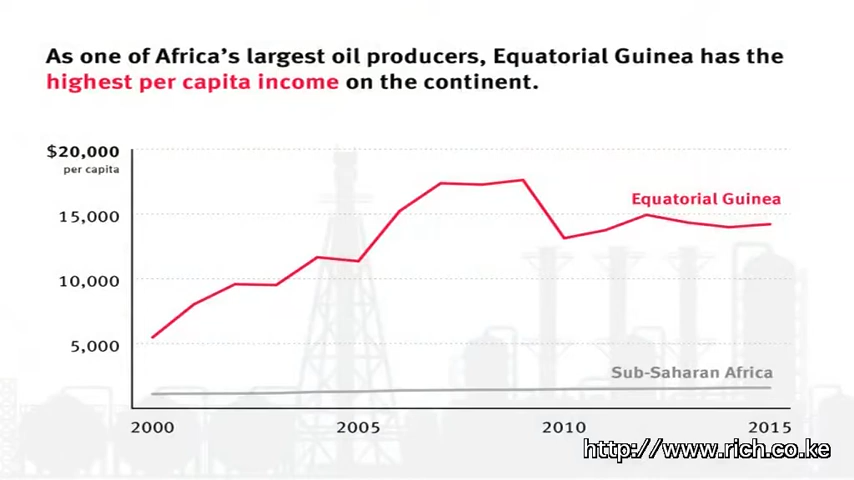 As one of Africa's largest oil producers, Equatorial Guinea has the
highest per capita income on the continent.
$20,000
per capita
15,000
10,000
5,000
Equatorial Guinea
Sub-Saharan Africa
2000 2005 2010 2015
http://www.rich.co.ke